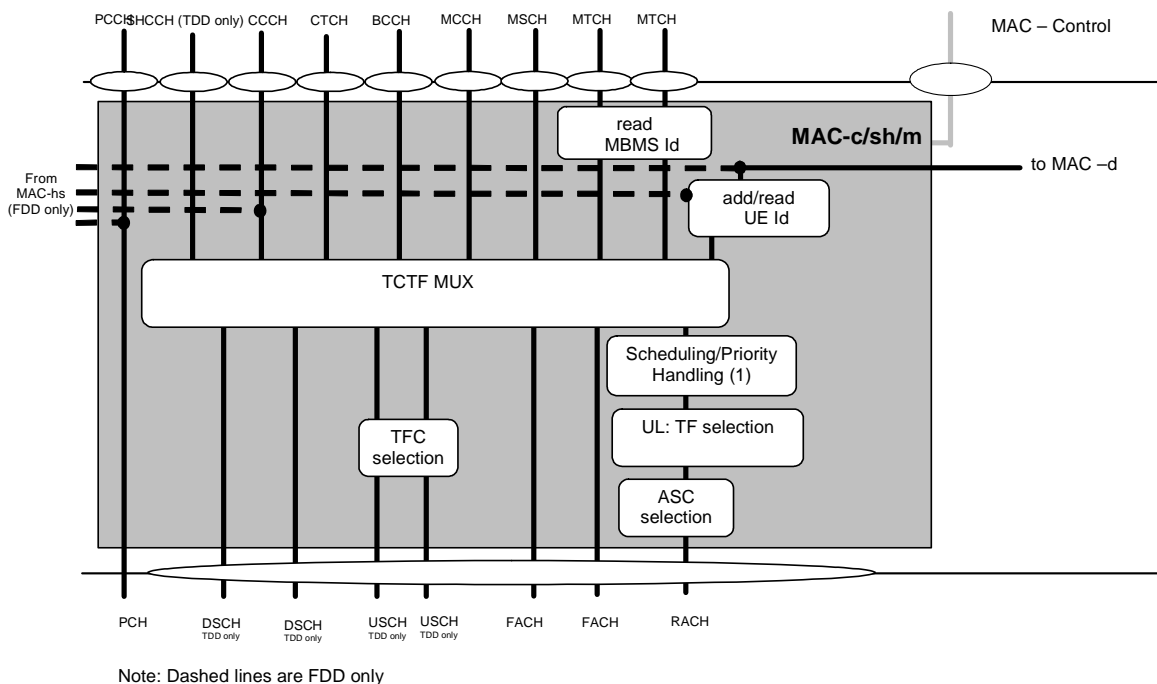 PCCH SHCCH (TDD only) CCCH CTCH BCCH MCCH MSCH MTCH MTCH
MAC – Control
read
MBMS Id
MAC-c/sh/m
From
MAC-hs
(FDD only)
to MAC –d
add/read
UE Id
TCTF MUX
Scheduling/Priority
Handling (1)
UL: TF selection
TFC
selection
ASC
selection
PCH DSCH DSCH USCH USCH FACH FACH RACH
TDD only TDD only TDD only TDD only
Note: Dashed lines are FDD only